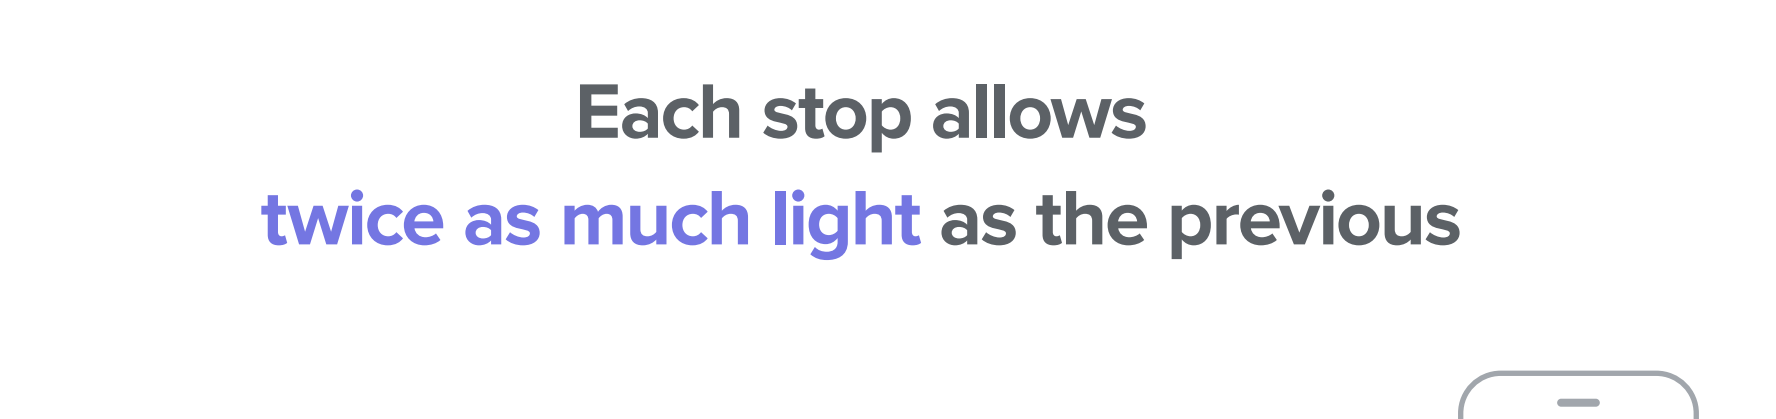 Each stop allows
twice as much light as the previous